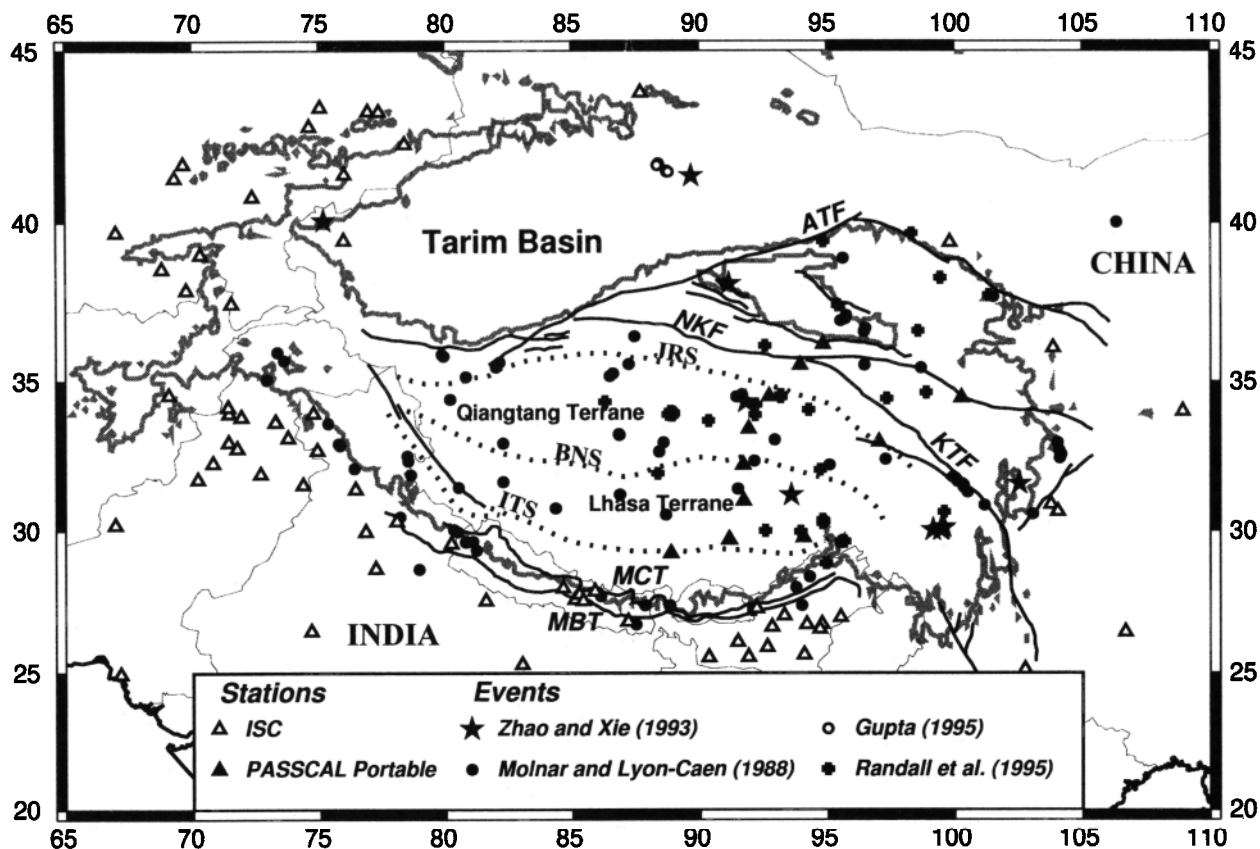 65 70 75 80 85 90 95 100 105 110
45 45
ATF
40 40
Tarim Basin
CHINA
NKF
JRS
35 35
Qiangtang Terrane
KTF
BNS
ITS
Lhasa Terrane
30 30
MCT
MBT
INDIA
25 25
Stations Events
ISC Zhao and Xie (1993) Gupta (1995)
PASSCAL Portable Molnar and Lyon-Caen (1988) Randall et al. (1995)
20 20
65 70 75 80 85 90 95 100 105 110